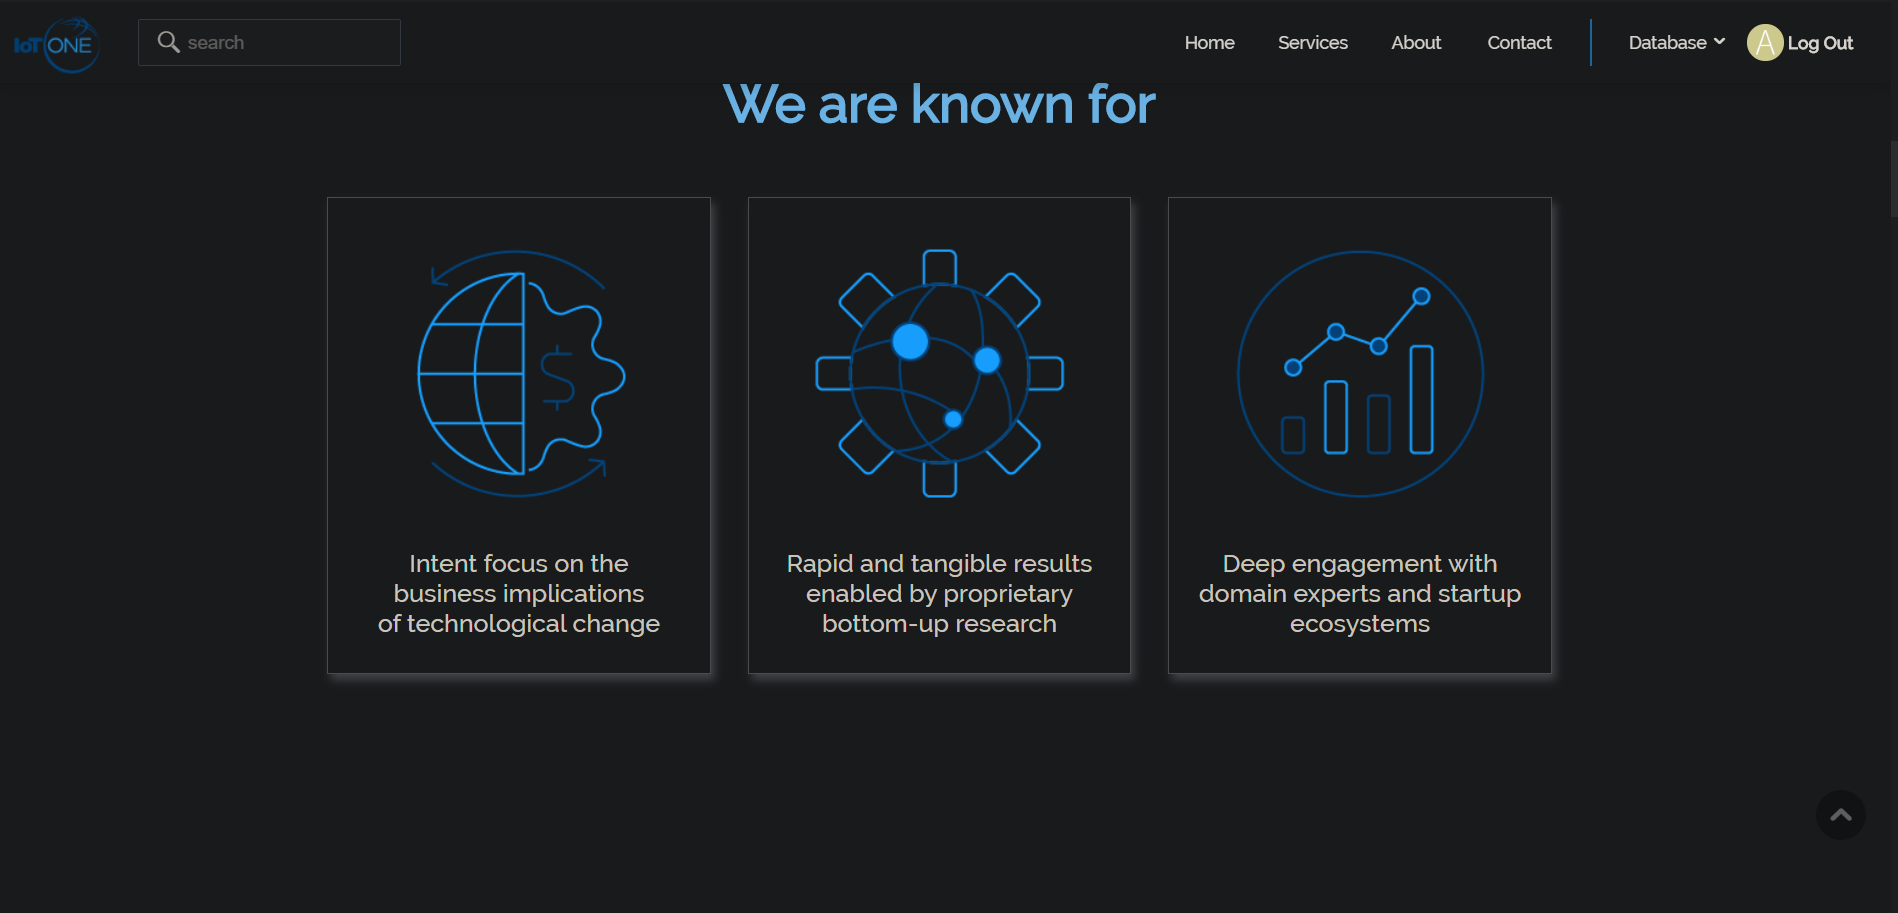 IoT ONE
search
Home Services About Contact Database A Log Out
We are known for
$
Intent focus on the
business implications
of technological change
Rapid and tangible results
enabled by proprietary
bottom-up research
Deep engagement with
domain experts and startup
ecosystems